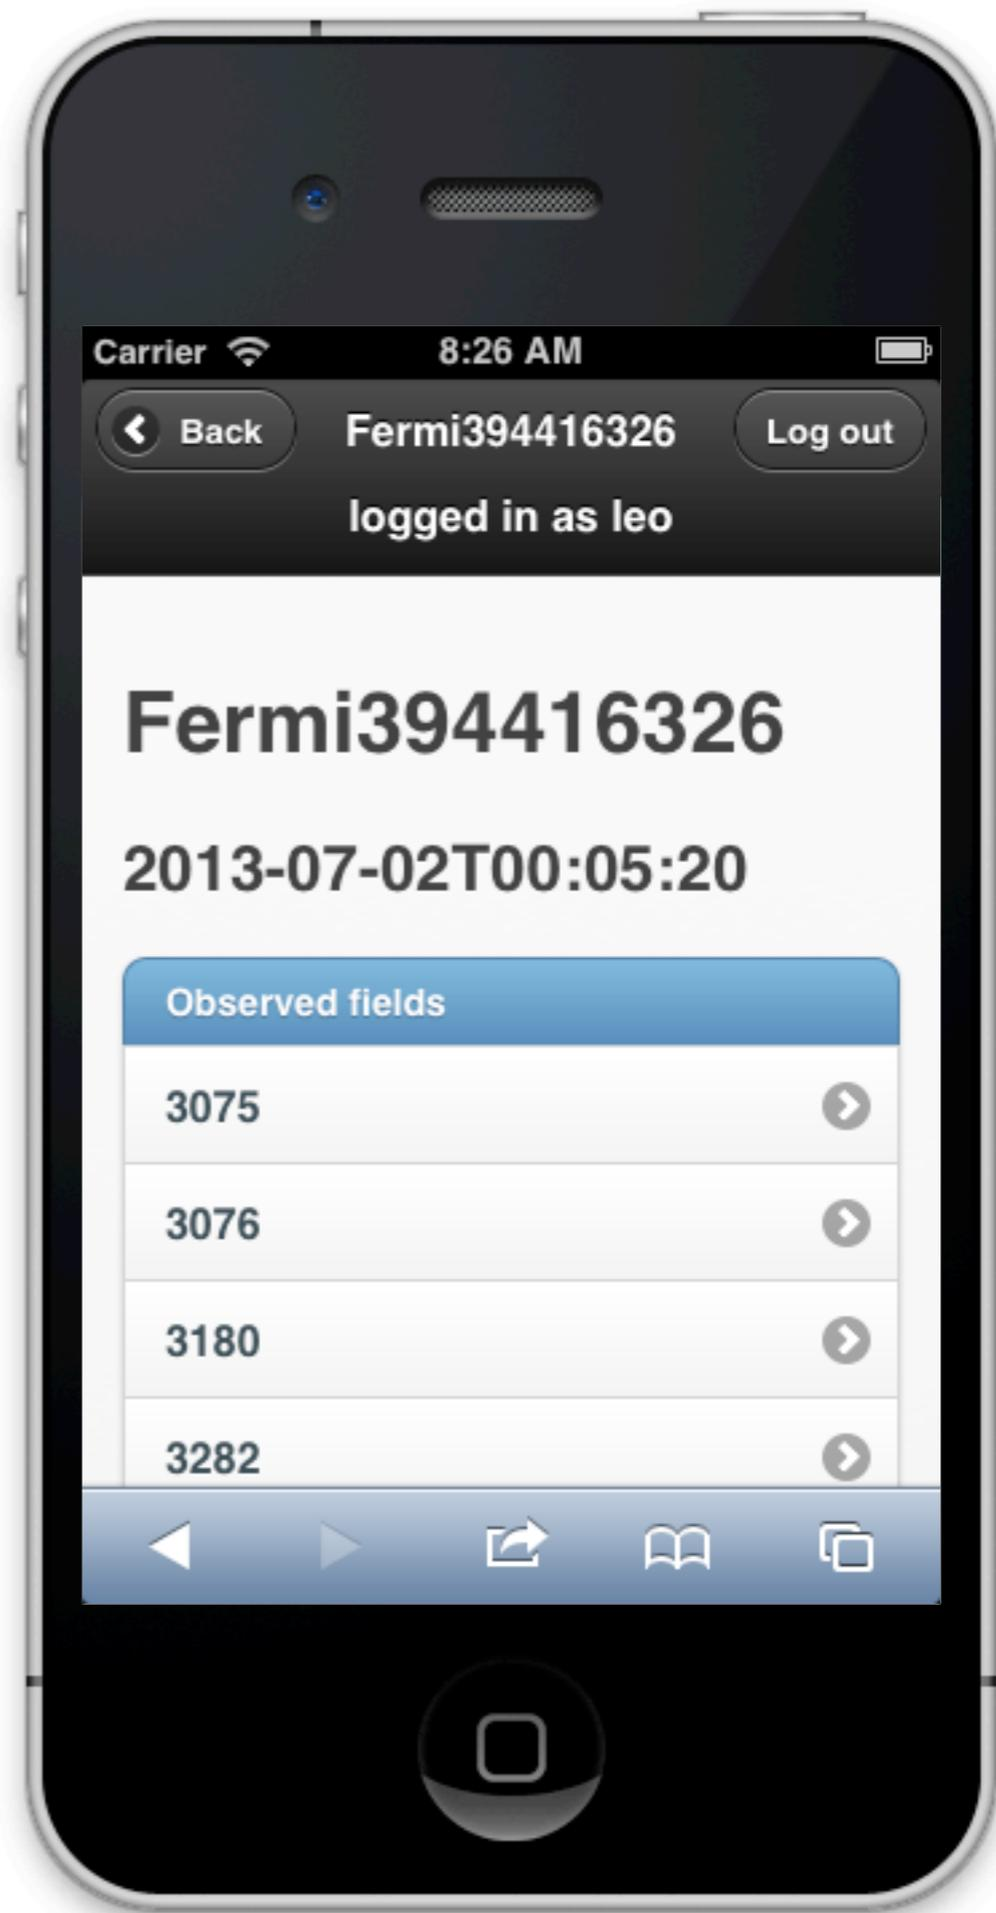 Carrier 8:26 AM
Back Fermi394416326 Log out
logged in as leo
Fermi394416326
2013-07-02T00:05:20
Observed fields
3075
3076
3180
3282